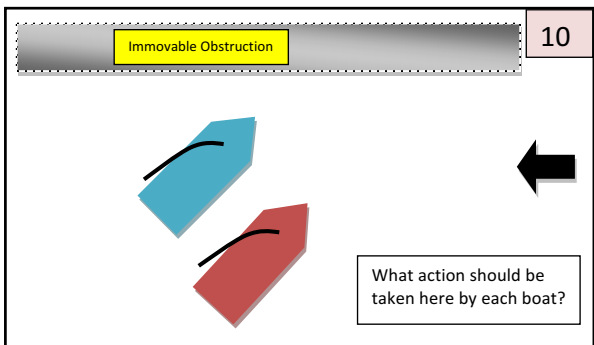 Immovable Obstruction
10
What action should be
taken here by each boat?